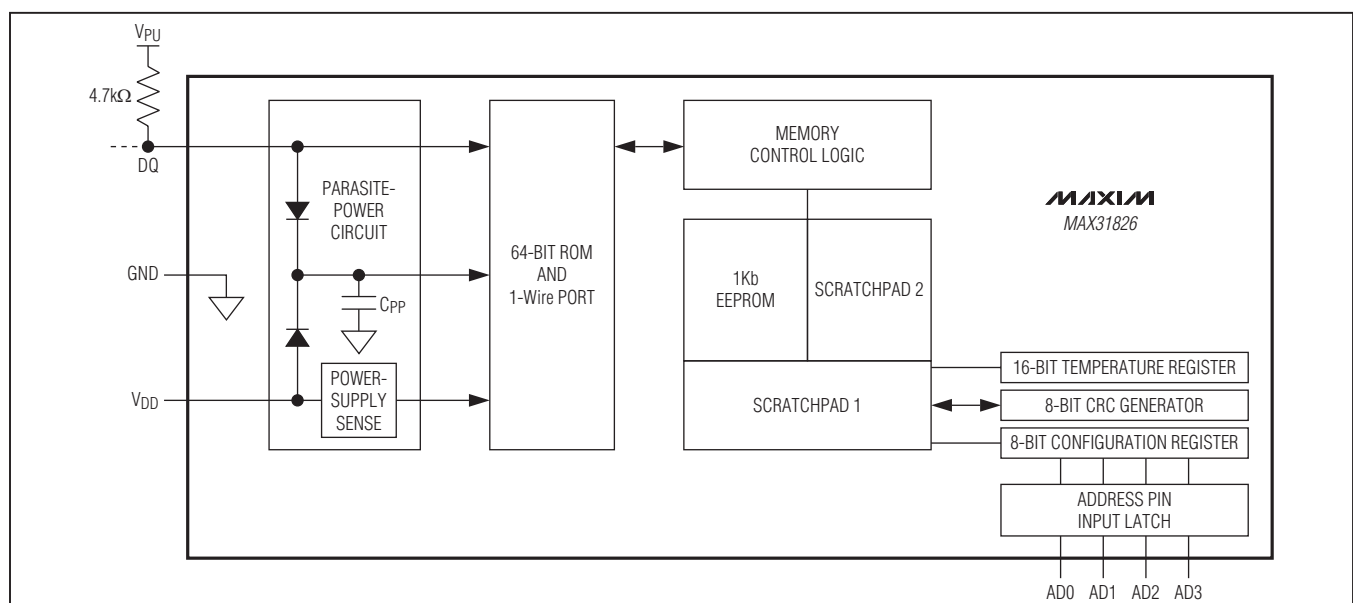 VPU
4.7kΩ
DQ
GND
VDD
PARASITE-
POWER
CIRCUIT
CPP
POWER-
SUPPLY
SENSE
64-BIT ROM
AND
1-Wire PORT
MEMORY
CONTROL LOGIC
1Kb
EEPROM
SCRATCHPAD 2
SCRATCHPAD 1
MAXIM
MAX31826
16-BIT TEMPERATURE REGISTER
8-BIT CRC GENERATOR
8-BIT CONFIGURATION REGISTER
ADDRESS PIN
INPUT LATCH
AD0 AD1 AD2 AD3